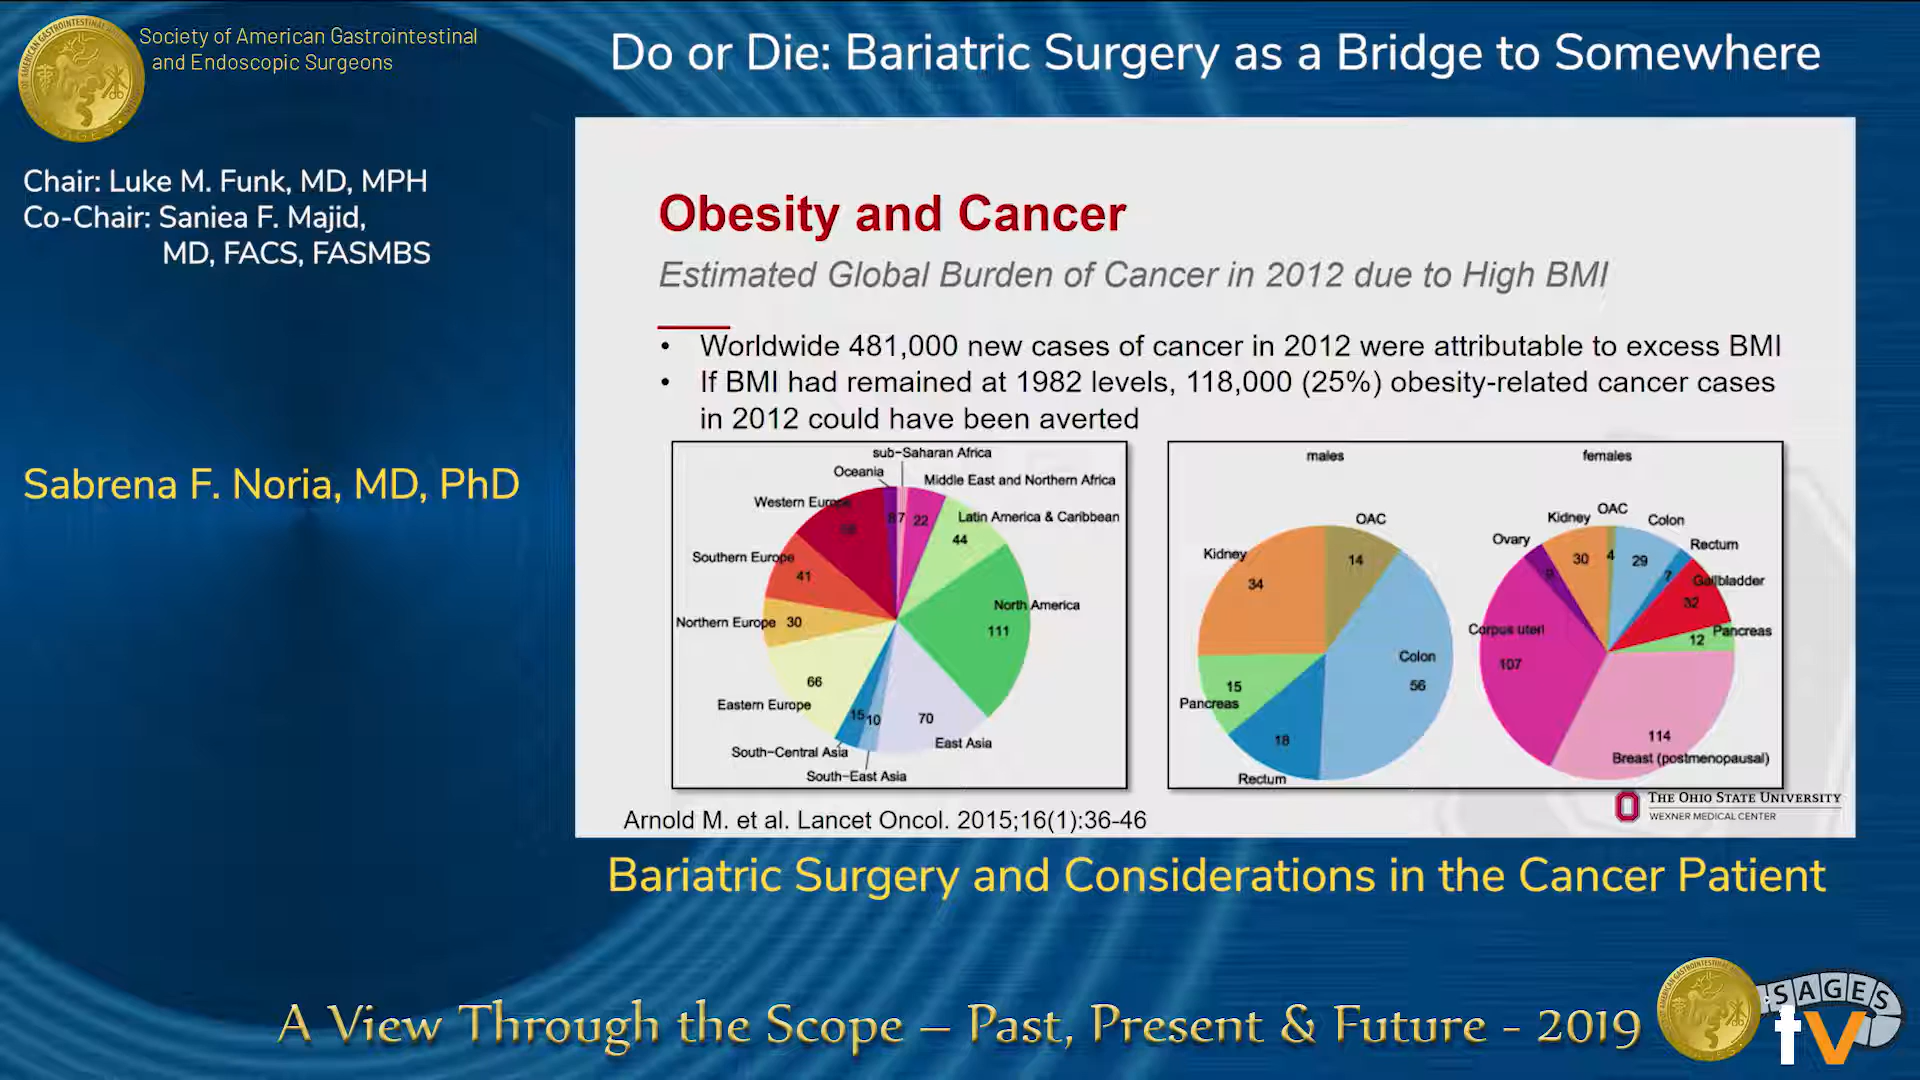 Society of American Gastrointestinal
and Endoscopic Surgeons
Do or Die: Bariatric Surgery as a Bridge to Somewhere
Chair: Luke M. Funk, MD, MPH
Co-Chair: Saniea F. Majid,
MD, FACS, FASMBS
Sabrena F. Noria, MD, PhD
Obesity and Cancer
Estimated Global Burden of Cancer in 2012 due to High BMI
• Worldwide 481,000 new cases of cancer in 2012 were attributable to excess BMI
• If BMI had remained at 1982 levels, 118,000 (25%) obesity-related cancer cases
in 2012 could have been averted
sub-Saharan Africa
Oceania
Middle East and Northern Africa
Western Europe
8 7 22
Latin America & Caribbean
44
Southern Europe
41
North America
111
Northern Europe 30
66
Eastern Europe
15 10
70
East Asia
South-Central Asia
South-East Asia
males
OAC
14
Kidney
34
Colon
56
15
Pancreas
18
Rectum
females
OAC
Kidney
Colon
Ovary
Rectum
30
4
29
7
Gallbladder
32
Corpus uteri
Pancreas
12
107
114
Breast (postmenopausal)
Arnold M. et al. Lancet Oncol. 2015;16(1):36-46
THE OHIO STATE UNIVERSITY
WEXNER MEDICAL CENTER
Bariatric Surgery and Considerations in the Cancer Patient
A View Through the Scope – Past, Present & Future - 2019
SAGES
tv